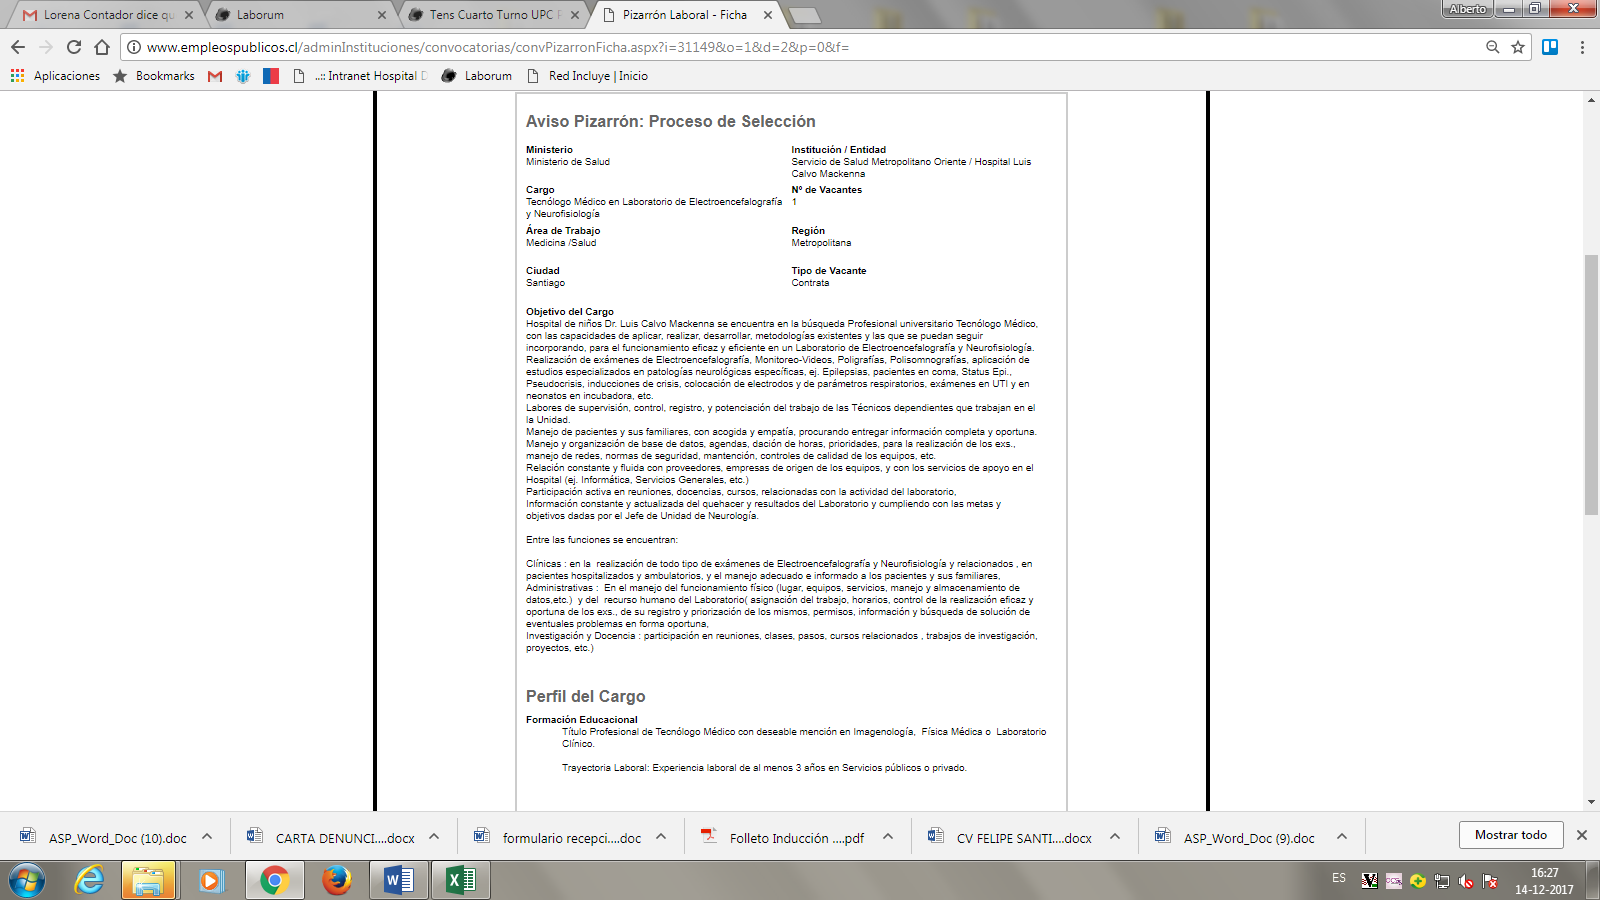 Lorena Contador dice qu
Laborum
Tens Cuarto Turno UPC P
Pizarrón Laboral - Ficha
Alberto
www.empleospublicos.cl/adminInstituciones/convocatorias/convPizarronFicha.aspx?i=31149&o=1&d=2&p=0&f=
Aplicaciones
Bookmarks
..:: Intranet Hospital D
Laborum
Red Incluye | Inicio
Aviso Pizarrón: Proceso de Selección
Ministerio
Ministerio de Salud
Institución / Entidad
Servicio de Salud Metropolitano Oriente / Hospital Luis
Calvo Mackenna
Cargo
Tecnólogo Médico en Laboratorio de Electroencefalografía
y Neurofisiología
Nº de Vacantes
1
Área de Trabajo
Medicina /Salud
Región
Metropolitana
Ciudad
Santiago
Tipo de Vacante
Contrata
Objetivo del Cargo
Hospital de niños Dr. Luis Calvo Mackenna se encuentra en la búsqueda Profesional universitario Tecnólogo Médico,
con las capacidades de aplicar, realizar, desarrollar, metodologías existentes y las que se puedan seguir
incorporando, para el funcionamiento eficaz y eficiente en un Laboratorio de Electroencefalografía y Neurofisiología.
Realización de exámenes de Electroencefalografía, Monitoreo-Videos, Poligrafías, Polisomnografías, aplicación de
estudios especializados en patologías neurológicas específicas, ej. Epilepsias, pacientes en coma, Status Epi.,
Pseudocrisis, inducciones de crisis, colocación de electrodos y de parámetros respiratorios, exámenes en UTI y en
neonatos en incubadora, etc.
Labores de supervisión, control, registro, y potenciación del trabajo de las Técnicos dependientes que trabajan en el
la Unidad.
Manejo de pacientes y sus familiares, con acogida y empatía, procurando entregar información completa y oportuna.
Manejo y organización de base de datos, agendas, dación de horas, prioridades, para la realización de los exs.,
manejo de redes, normas de seguridad, mantención, controles de calidad de los equipos, etc.
Relación constante y fluida con proveedores, empresas de origen de los equipos, y con los servicios de apoyo en el
Hospital (ej. Informática, Servicios Generales, etc.)
Participación activa en reuniones, docencias, cursos, relacionadas con la actividad del laboratorio,
Información constante y actualizada del quehacer y resultados del Laboratorio y cumpliendo con las metas y
objetivos dadas por el Jefe de Unidad de Neurología.
Entre las funciones se encuentran:
Clínicas : en la  realización de todo tipo de exámenes de Electroencefalografía y Neurofisiología y relacionados , en
pacientes hospitalizados y ambulatorios, y el manejo adecuado e informado a los pacientes y sus familiares,
Administrativas :  En el manejo del funcionamiento físico (lugar, equipos, servicios, manejo y almacenamiento de
datos,etc.)  y del  recurso humano del Laboratorio( asignación del trabajo, horarios, control de la realización eficaz y
oportuna de los exs., de su registro y priorización de los mismos, permisos, información y búsqueda de solución de
eventuales problemas en forma oportuna,
Investigación y Docencia : participación en reuniones, clases, pasos, cursos relacionados , trabajos de investigación,
proyectos, etc.)
Perfil del Cargo
Formación Educacional
Título Profesional de Tecnólogo Médico con deseable mención en Imagenología,  Física Médica o  Laboratorio
Clínico.
Trayectoria Laboral: Experiencia laboral de al menos 3 años en Servicios públicos o privado.
ASP_Word_Doc (10).doc
CARTA DENUNCI....docx
formulario recepci....doc
Folleto Inducción ....pdf
CV FELIPE SANTI....docx
ASP_Word_Doc (9).doc
Mostrar todo
ES
16:27
14-12-2017